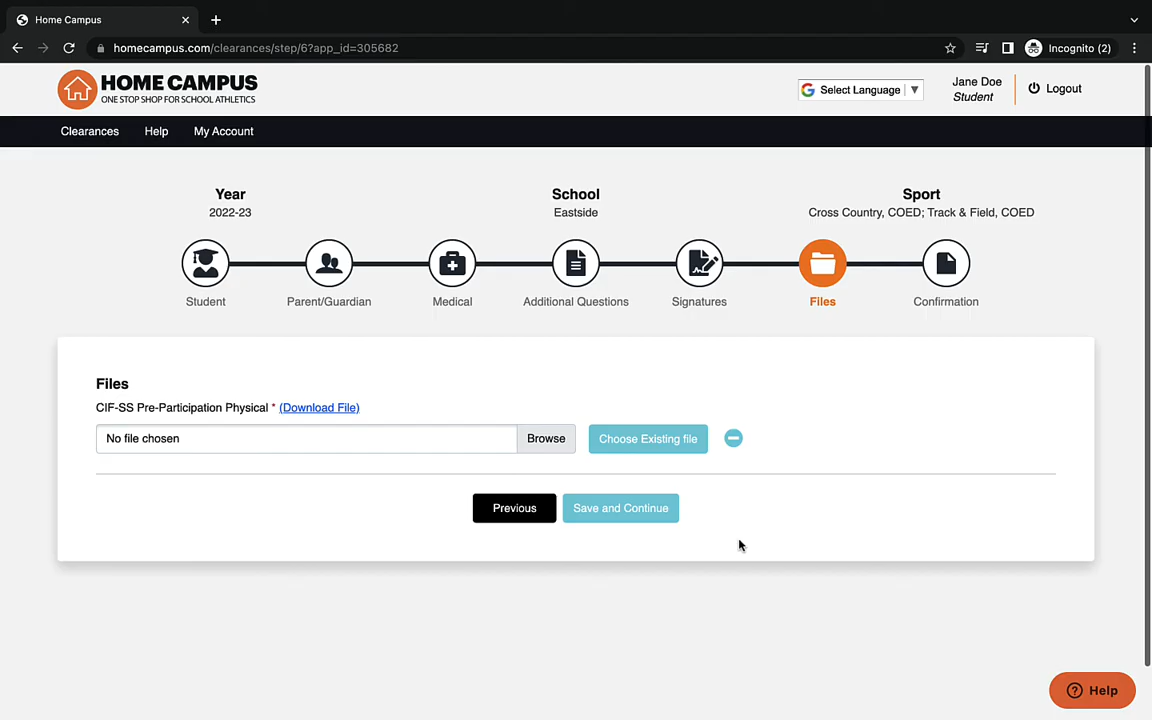 Home Campus
homecampus.com/clearances/step/6?app_id=305682
Incognito (2)
HOME CAMPUS
ONE STOP SHOP FOR SCHOOL ATHLETICS
Select Language
Jane Doe
Student
Logout
Clearances Help My Account
Year School Sport
2022-23 Eastside Cross Country, COED; Track & Field, COED
Student Parent/Guardian Medical Additional Questions Signatures Files Confirmation
Files
CIF-SS Pre-Participation Physical * (Download File)
No file chosen Browse Choose Existing file
Previous Save and Continue
Help